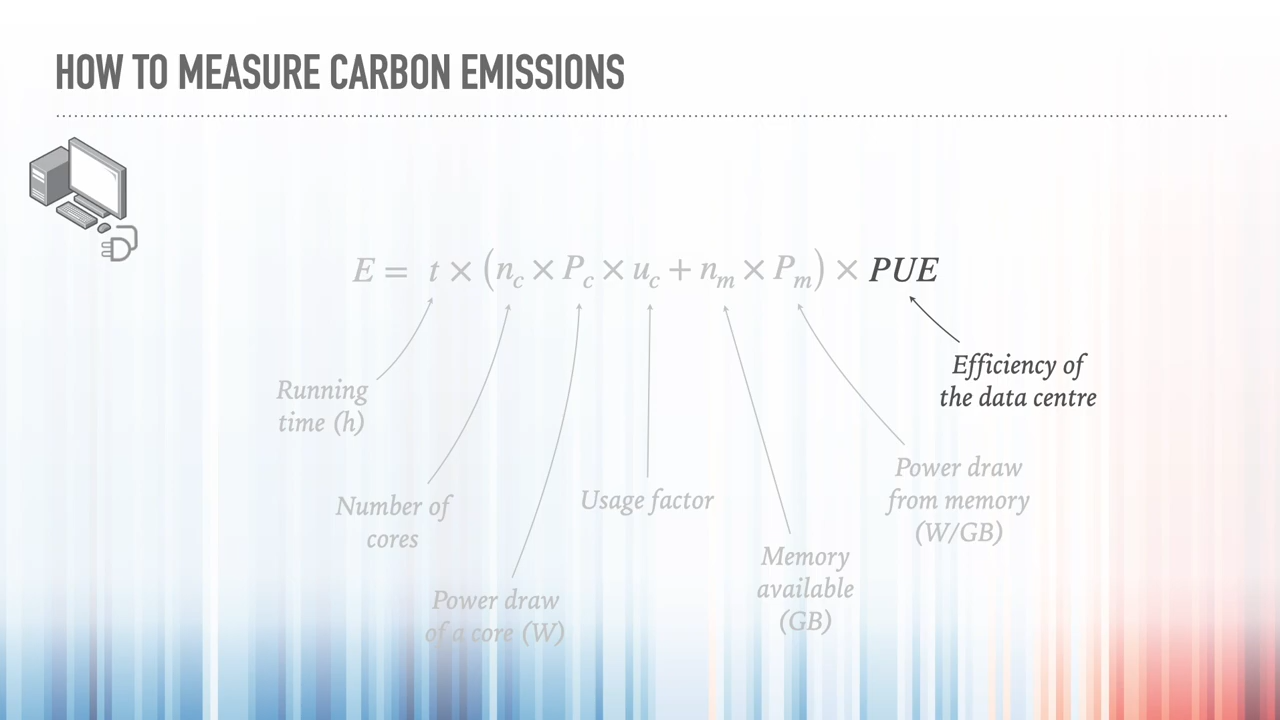 HOW TO MEASURE CARBON EMISSIONS
E = t × (n_c × P_c × u_c + n_m × P_m) × PUE
Efficiency of
the data centre
Running
time (h)
Number of
cores
Usage factor
Power draw
from memory
(W/GB)
Memory
available
(GB)
Power draw
of a core (W)